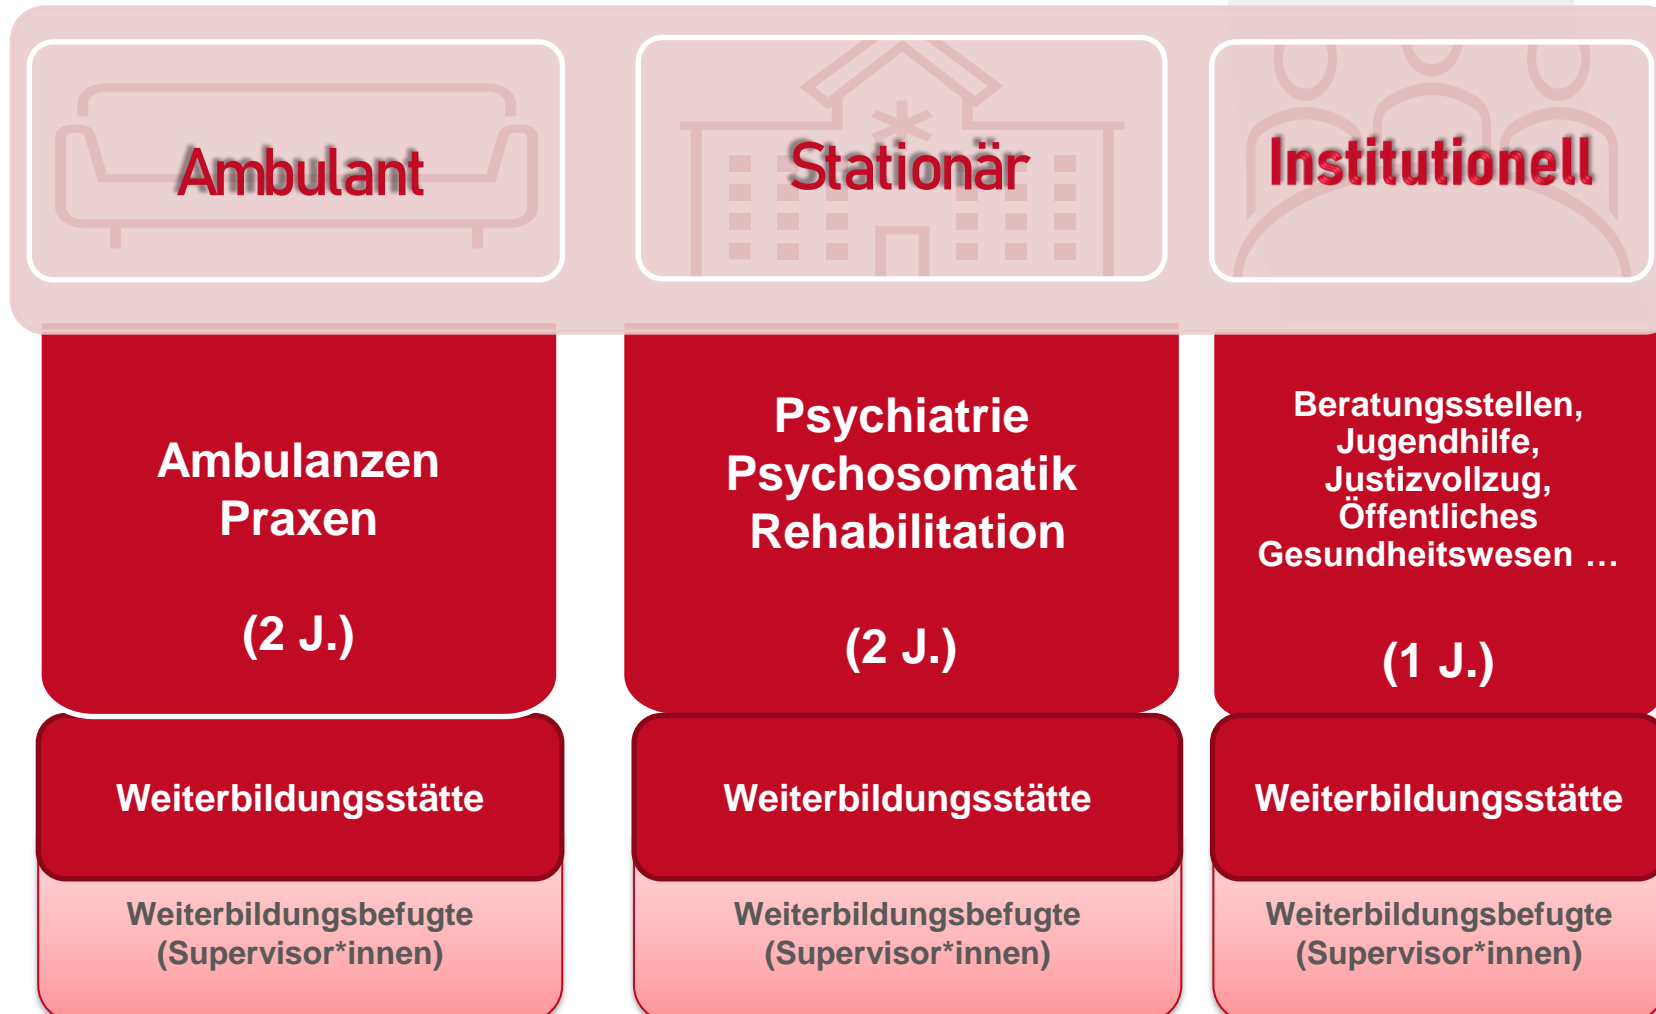 Ambulant
Ambulanzen
Praxen
(2 J.)
Weiterbildungsstätte
Weiterbildungsbefugte
(Supervisor*innen)
Stationär
Psychiatrie
Psychosomatik
Rehabilitation
(2 J.)
Weiterbildungsstätte
Weiterbildungsbefugte
(Supervisor*innen)
Institutionell
Beratungsstellen,
Jugendhilfe,
Justizvollzug,
Öffentliches
Gesundheitswesen …
(1 J.)
Weiterbildungsstätte
Weiterbildungsbefugte
(Supervisor*innen)